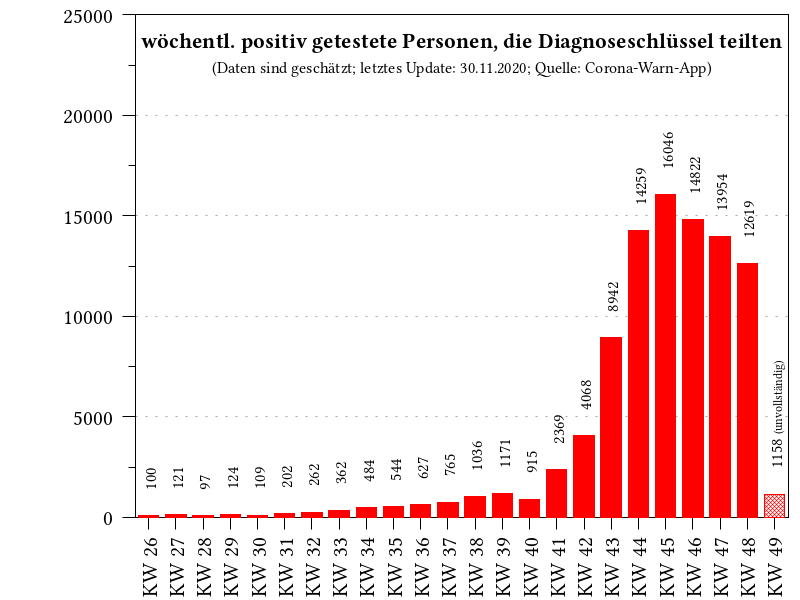 wöchentl. positiv getestete Personen, die Diagnoseschlüssel teilten
(Daten sind geschätzt; letztes Update: 30.11.2020; Quelle: Corona-Warn-App)
25000
20000
15000
10000
5000
0
100
121
97
124
109
202
262
362
484
544
627
765
1036
1171
915
2369
4068
8942
14259
16046
14822
13954
12619
1158 (unvollständig)
KW 26
KW 27
KW 28
KW 29
KW 30
KW 31
KW 32
KW 33
KW 34
KW 35
KW 36
KW 37
KW 38
KW 39
KW 40
KW 41
KW 42
KW 43
KW 44
KW 45
KW 46
KW 47
KW 48
KW 49